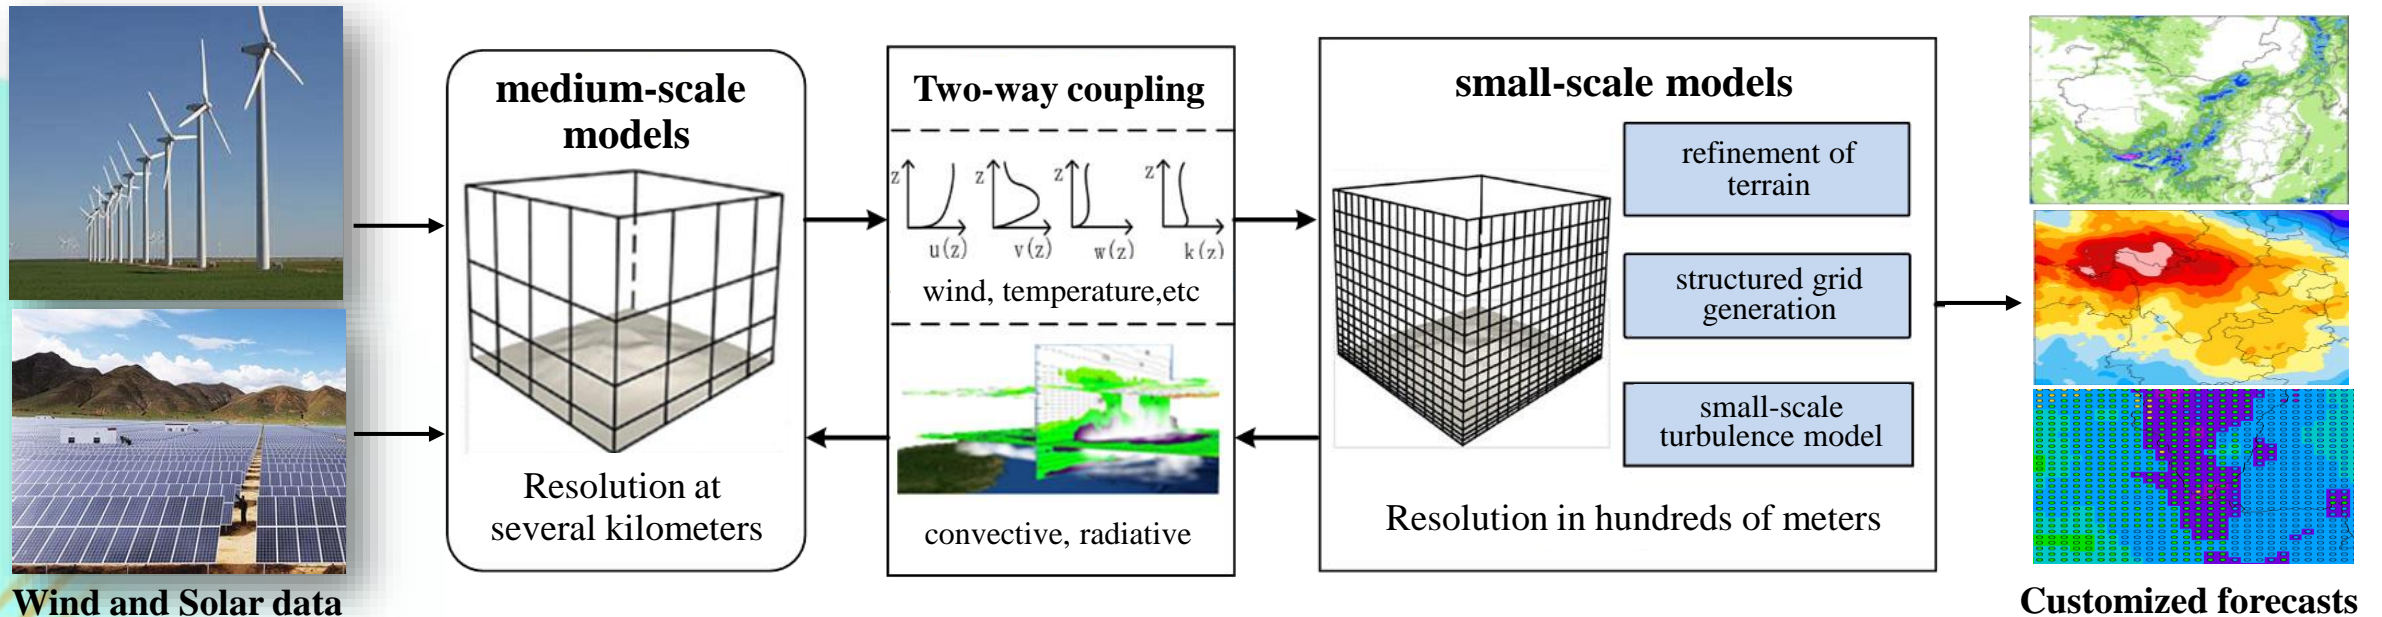 medium-scale
models
Resolution at
several kilometers
Two-way coupling
z z z z
u(z) v(z) w(z) k(z)
wind, temperature,etc
convective, radiative
small-scale models
refinement of
terrain
structured grid
generation
small-scale
turbulence model
Resolution in hundreds of meters
Wind and Solar data
Customized forecasts